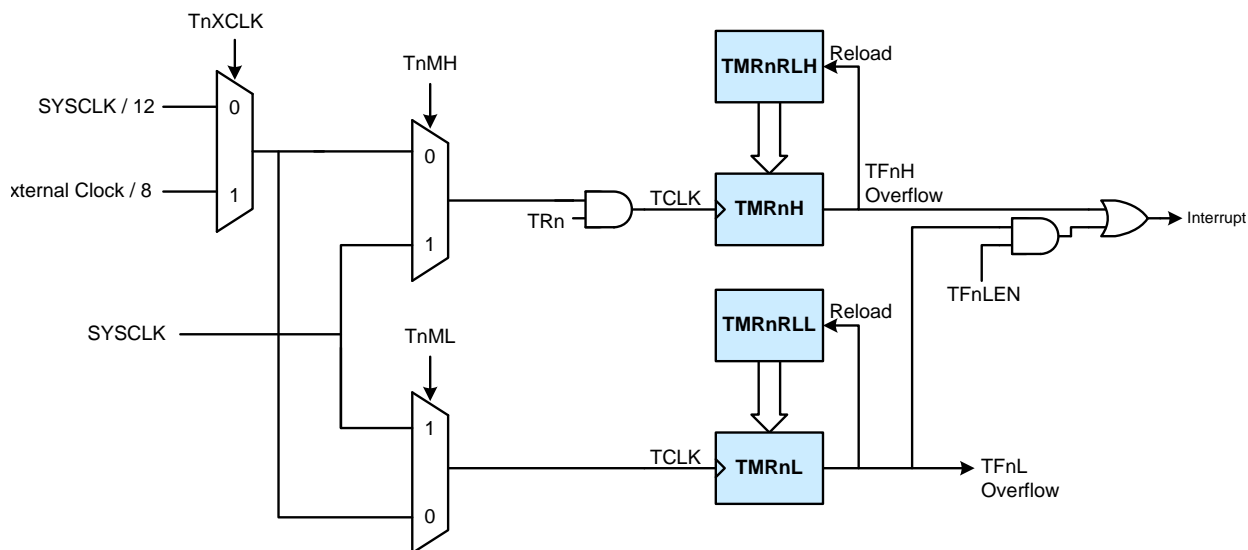 TnXCLK
SYSCLK / 12
0
xternal Clock / 8
1
TnMH
0
1
TRn
TCLK
TMRnRLH
Reload
TMRnH
TFnH
Overflow
Interrupt
TFnLEN
SYSCLK
TnML
1
0
TCLK
TMRnRLL
Reload
TMRnL
TFnL
Overflow